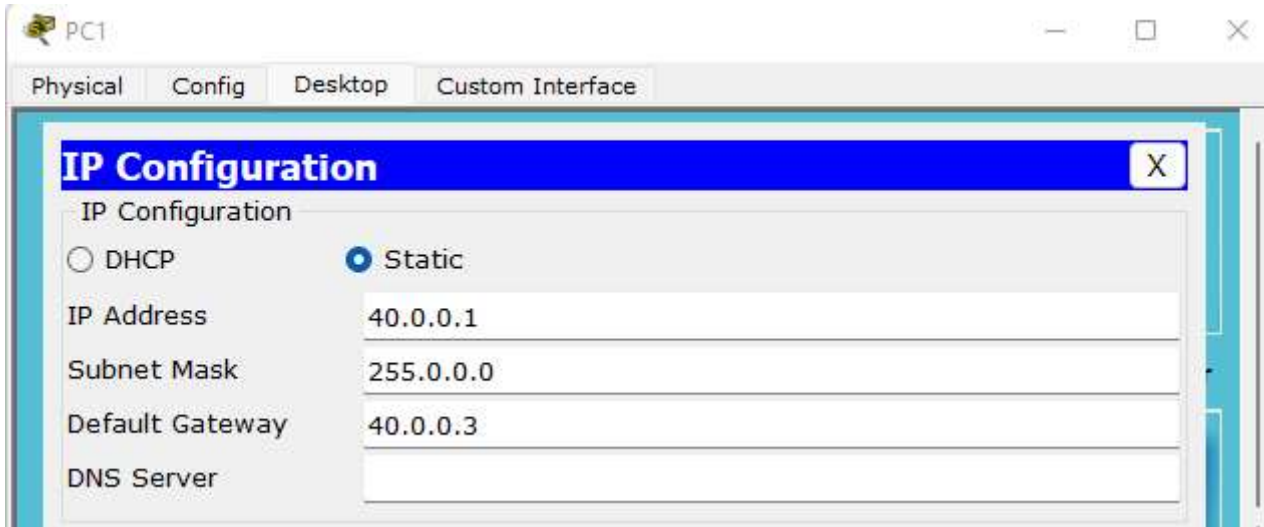 PC1
Physical Config Desktop Custom Interface
IP Configuration X
IP Configuration
DHCP Static
IP Address 40.0.0.1
Subnet Mask 255.0.0.0
Default Gateway 40.0.0.3
DNS Server